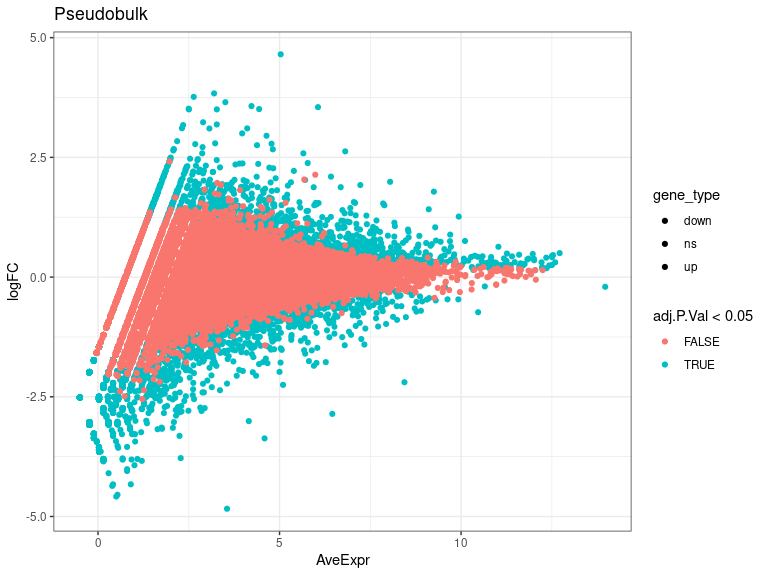 Pseudobulk
5.0
2.5
0.0
-2.5
-5.0
logFC
0
5
10
AveExpr
gene_type
down
ns
up
adj.P.Val < 0.05
FALSE
TRUE